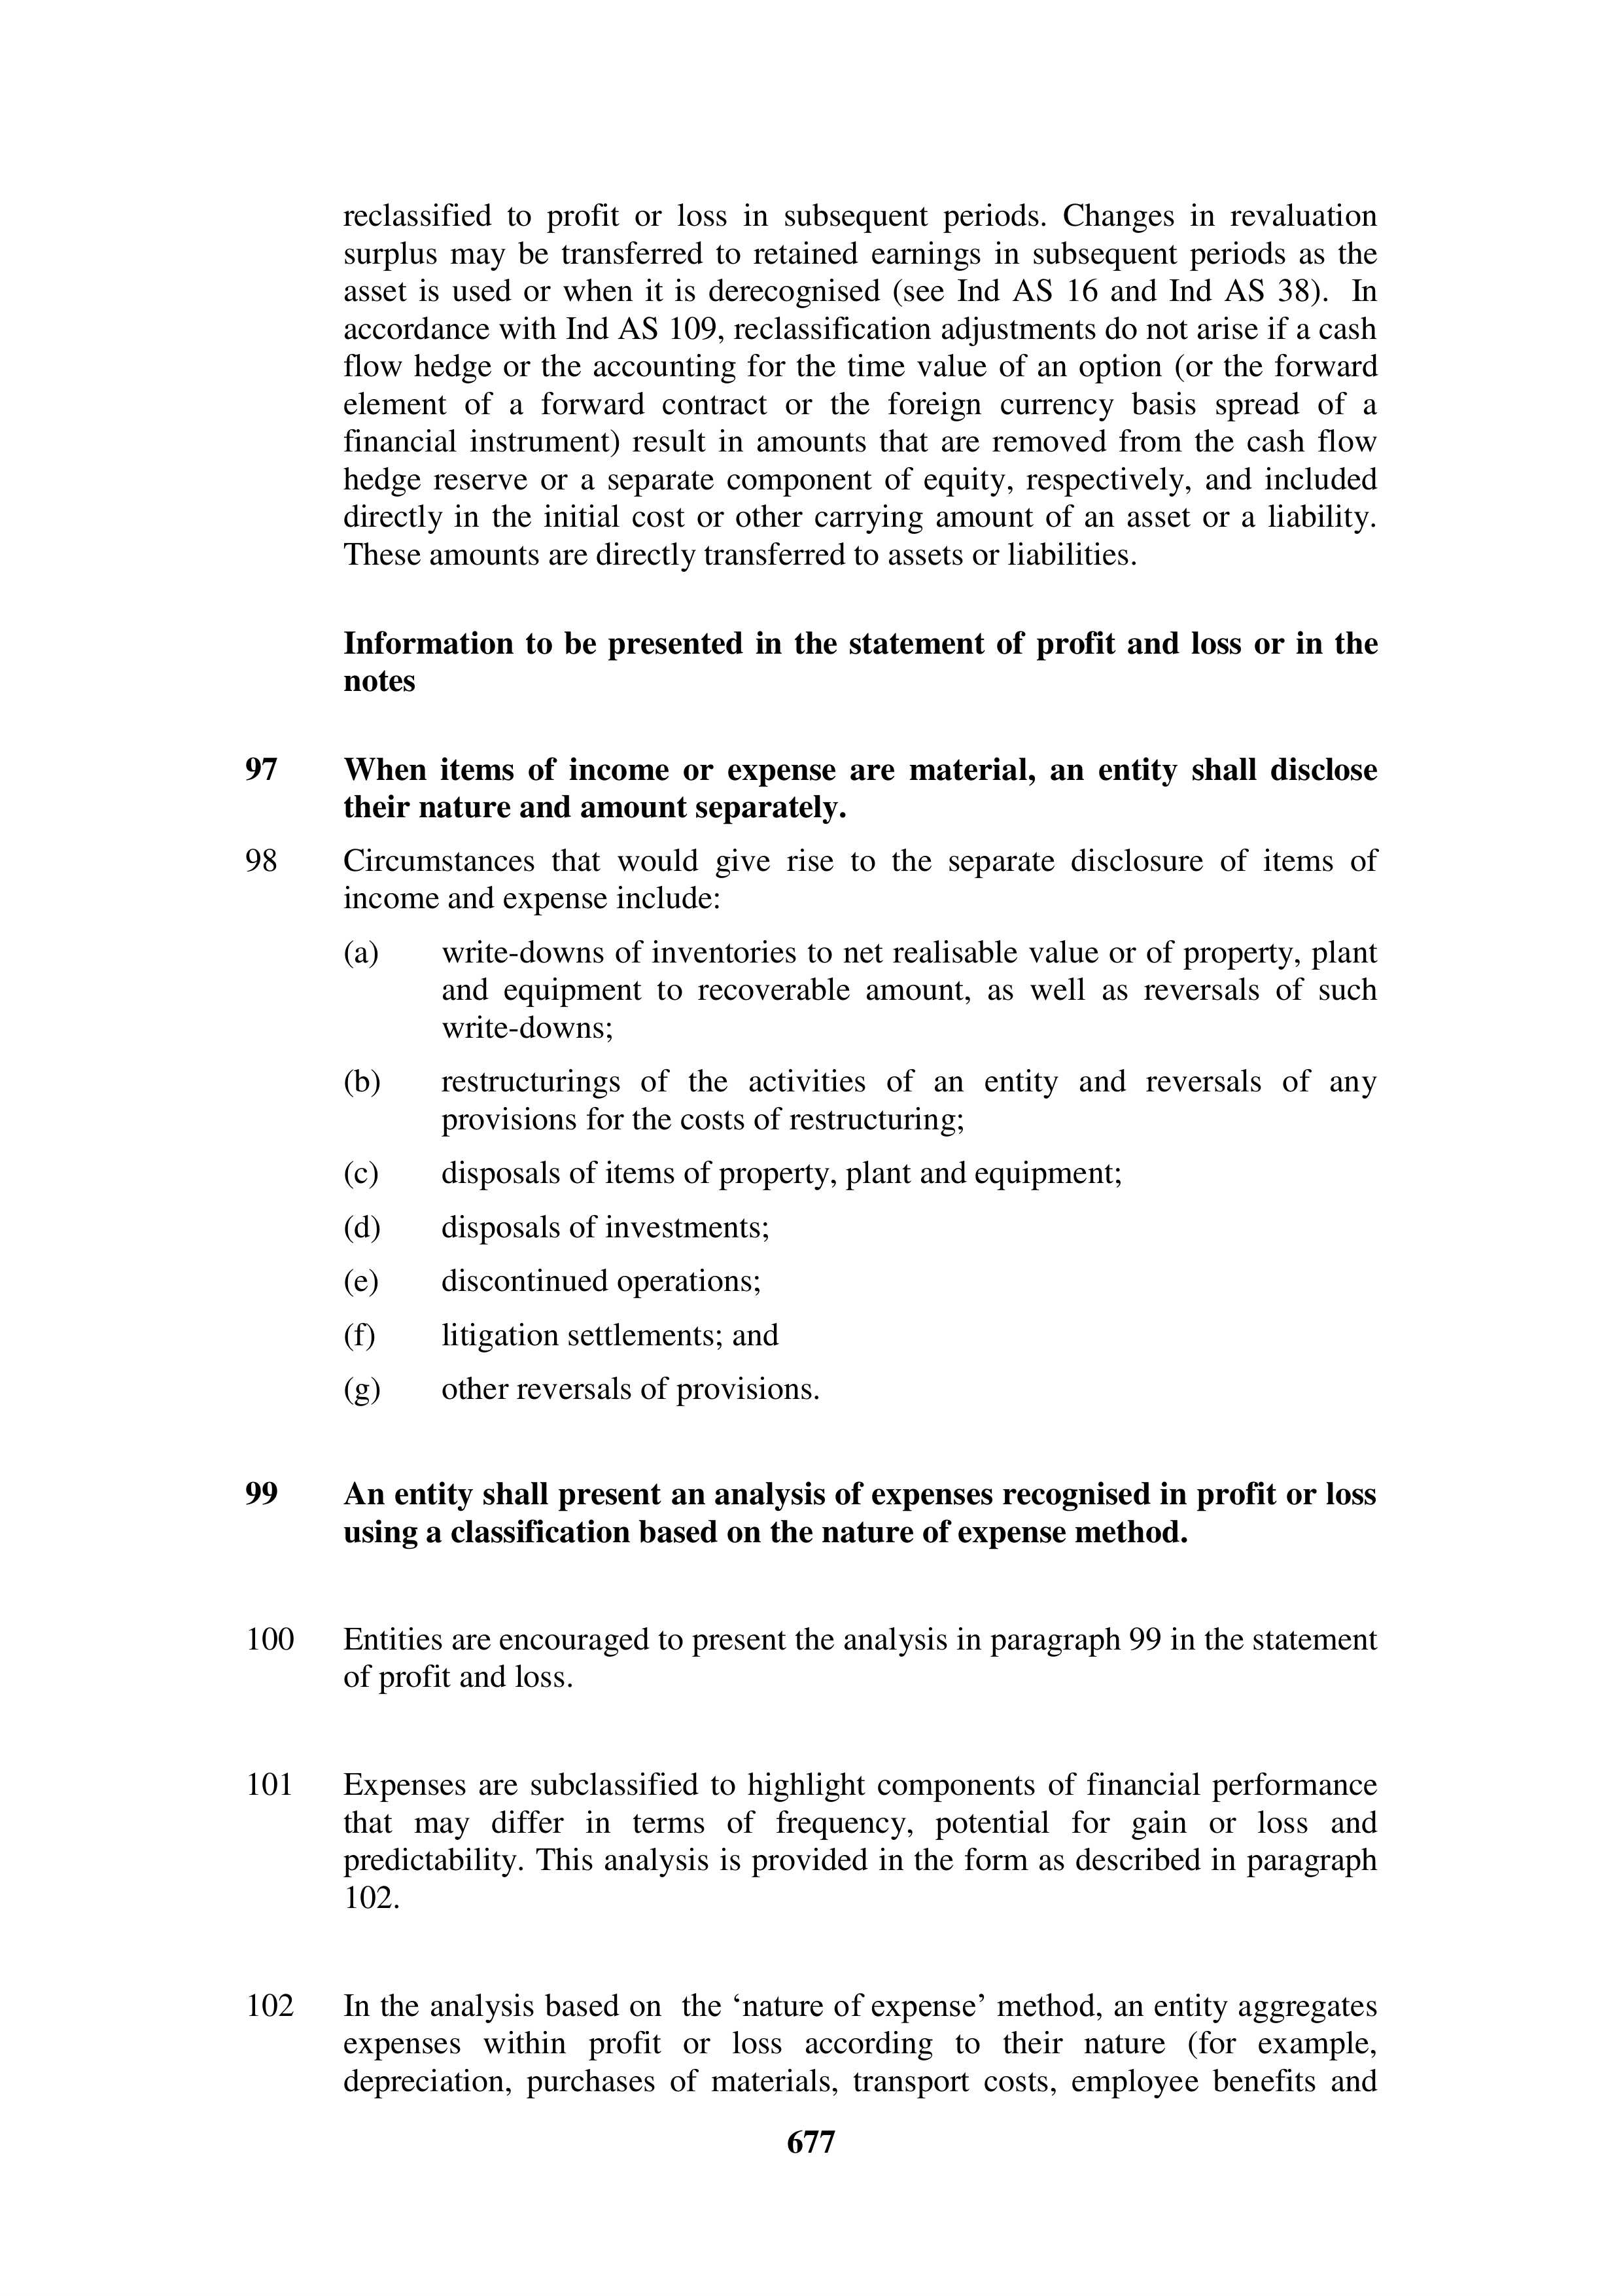 reclassified to profit or loss in subsequent periods. Changes in revaluation
surplus may be transferred to retained earnings in subsequent periods as the
asset is used or when it is derecognised (see Ind AS 16 and Ind AS 38). In
accordance with Ind AS 109, reclassification adjustments do not arise if a cash
flow hedge or the accounting for the time value of an option (or the forward
element of a forward contract or the foreign currency basis spread of a
financial instrument) result in amounts that are removed from the cash flow
hedge reserve or a separate component of equity, respectively, and included
directly in the initial cost or other carrying amount of an asset or a liability.
These amounts are directly transferred to assets or liabilities.
Information to be presented in the statement of profit and loss or in the
notes
97 When items of income or expense are material, an entity shall disclose
their nature and amount separately.
98 Circumstances that would give rise to the separate disclosure of items of
income and expense include:
(a) write-downs of inventories to net realisable value or of property, plant
and equipment to recoverable amount, as well as reversals of such
write-downs;
(b) restructurings of the activities of an entity and reversals of any
provisions for the costs of restructuring;
(c) disposals of items of property, plant and equipment;
(d) disposals of investments;
(e) discontinued operations;
(f) litigation settlements; and
(g) other reversals of provisions.
99 An entity shall present an analysis of expenses recognised in profit or loss
using a classification based on the nature of expense method.
100 Entities are encouraged to present the analysis in paragraph 99 in the statement
of profit and loss.
101 Expenses are subclassified to highlight components of financial performance
that may differ in terms of frequency, potential for gain or loss and
predictability. This analysis is provided in the form as described in paragraph
102.
102 In the analysis based on the ‘nature of expense’ method, an entity aggregates
expenses within profit or loss according to their nature (for example,
depreciation, purchases of materials, transport costs, employee benefits and
677